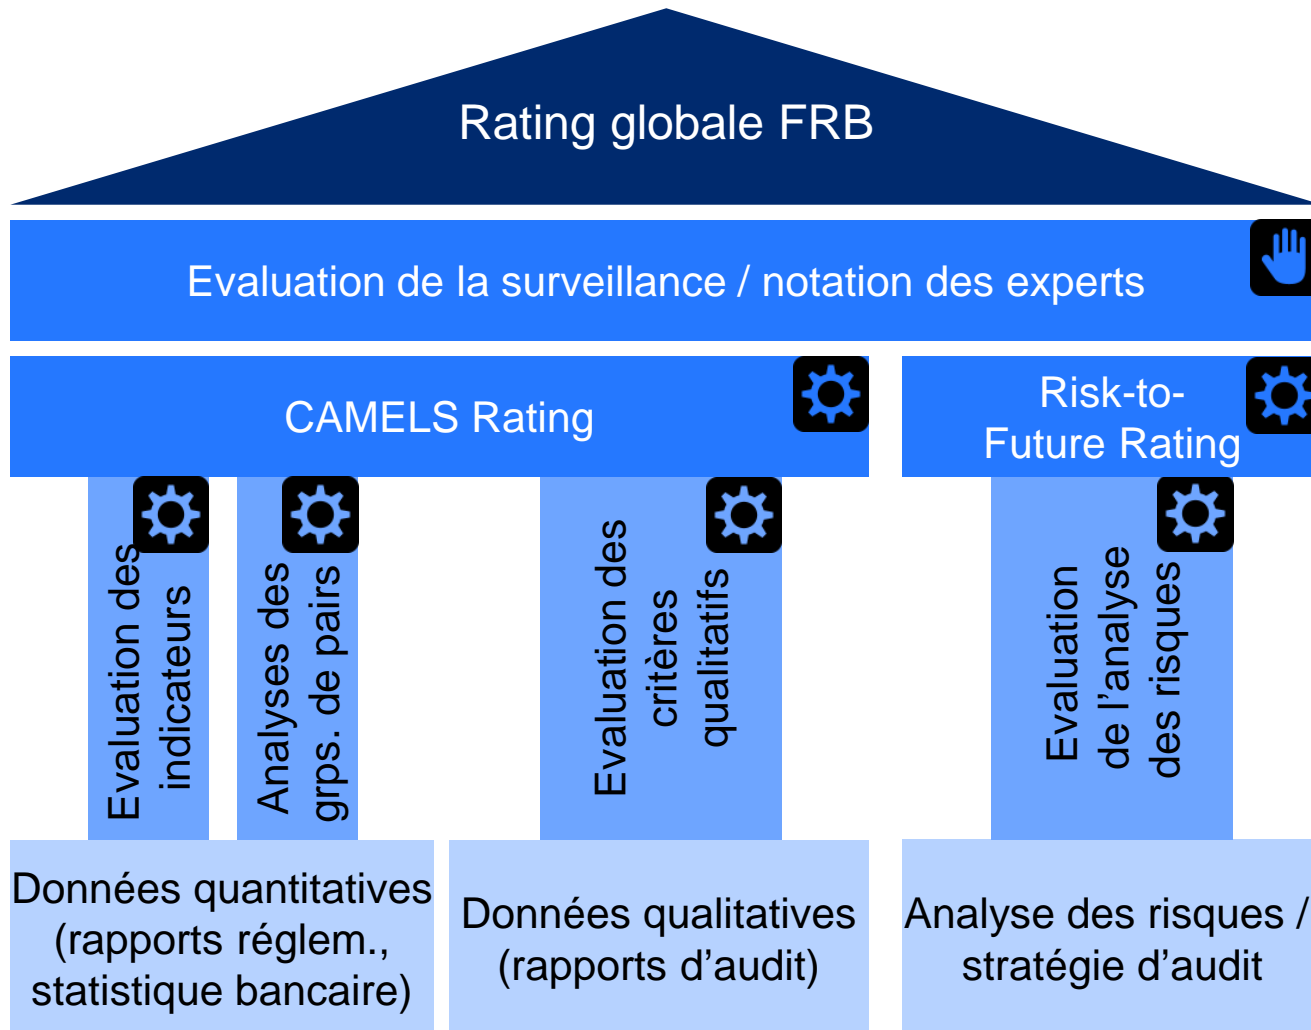 Rating globale FRB
Evaluation de la surveillance / notation des experts
CAMELS Rating
Risk-to-
Future Rating
Evaluation des
indicateurs
Analyses des
grps. de pairs
Evaluation des
critères
qualitatifs
Evaluation
de l’analyse
des risques
Données quantitatives
(rapports réglem.,
statistique bancaire)
Données qualitatives
(rapports d’audit)
Analyse des risques /
stratégie d’audit